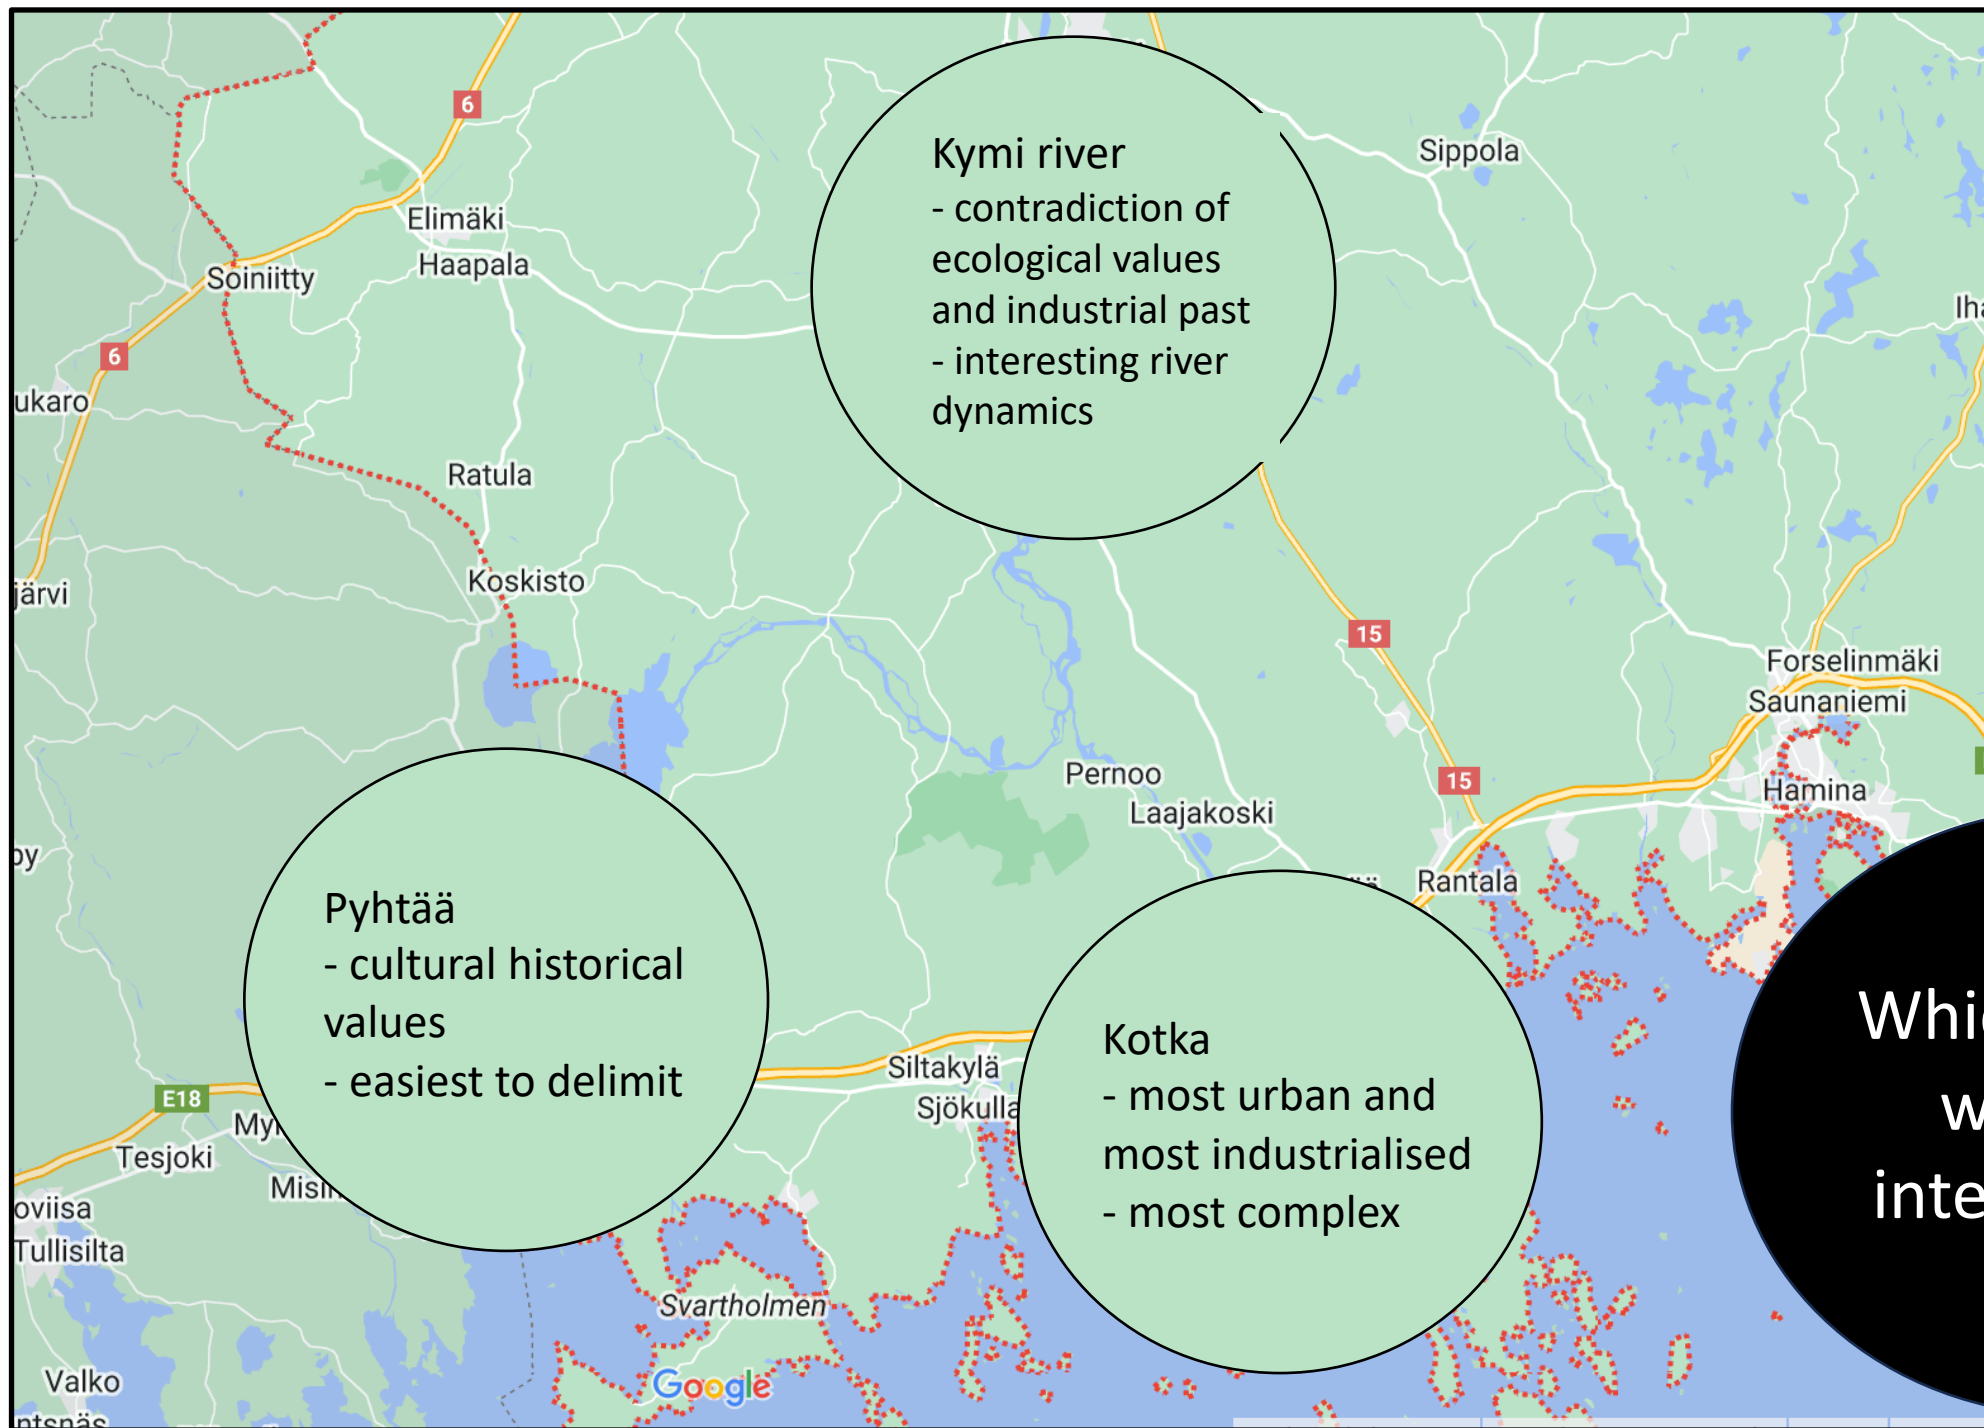 6
Sippola
Kymi river
- contradiction of
ecological values
and industrial past
- interesting river
dynamics
Elimäki
Haapala
Soiniitty
6
ukaro
Ratula
Koskisto
järvi
15
Forselinmäki
Saunaniemi
Pernoo
15
Hamina
Laajakoski
Rantala
Pyhtää
- cultural historical
values
- easiest to delimit
Kotka
- most urban and
most industrialised
- most complex
Siltakylä
Sjökulla
E18
Tesjoki
oviisa
Tullisilta
Svartholmen
Valko
Google